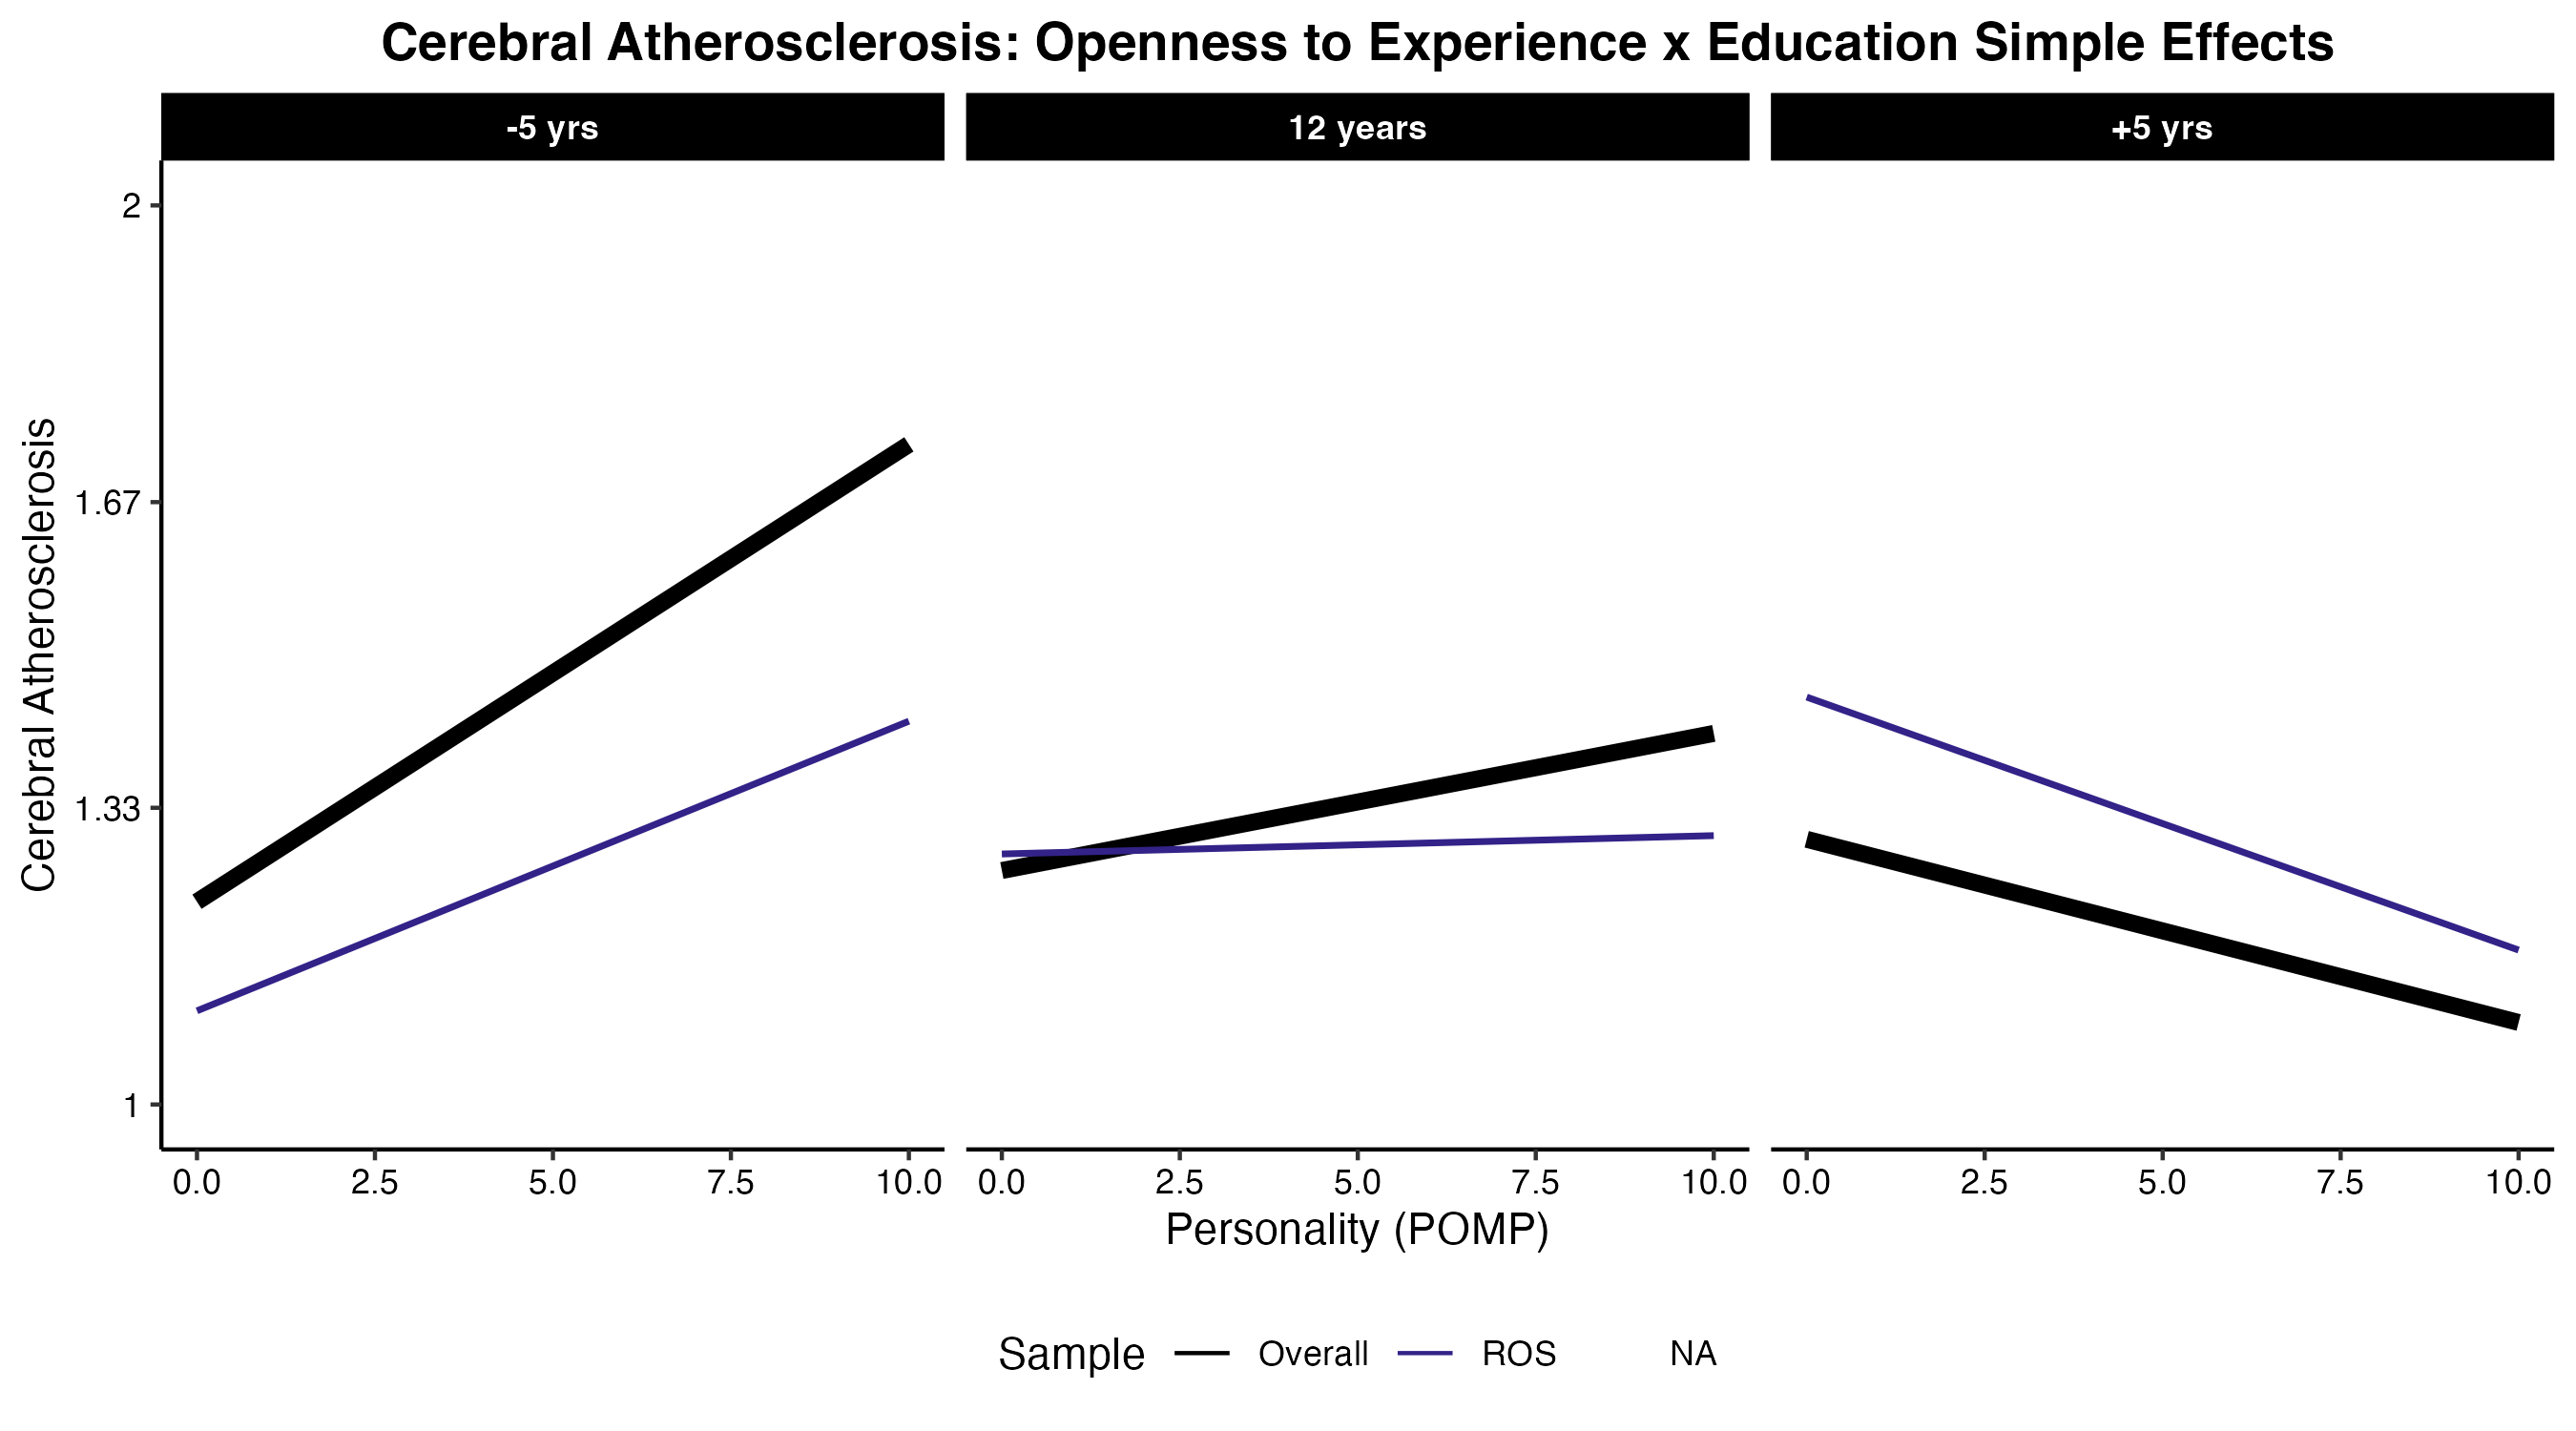 Cerebral Atherosclerosis: Openness to Experience x Education Simple Effects
-5 yrs
12 years
+5 yrs
Cerebral Atherosclerosis
2
1.67
1.33
1
0.0 2.5 5.0 7.5 10.0
0.0 2.5 5.0 7.5 10.0
0.0 2.5 5.0 7.5 10.0
Personality (POMP)
Sample Overall ROS NA